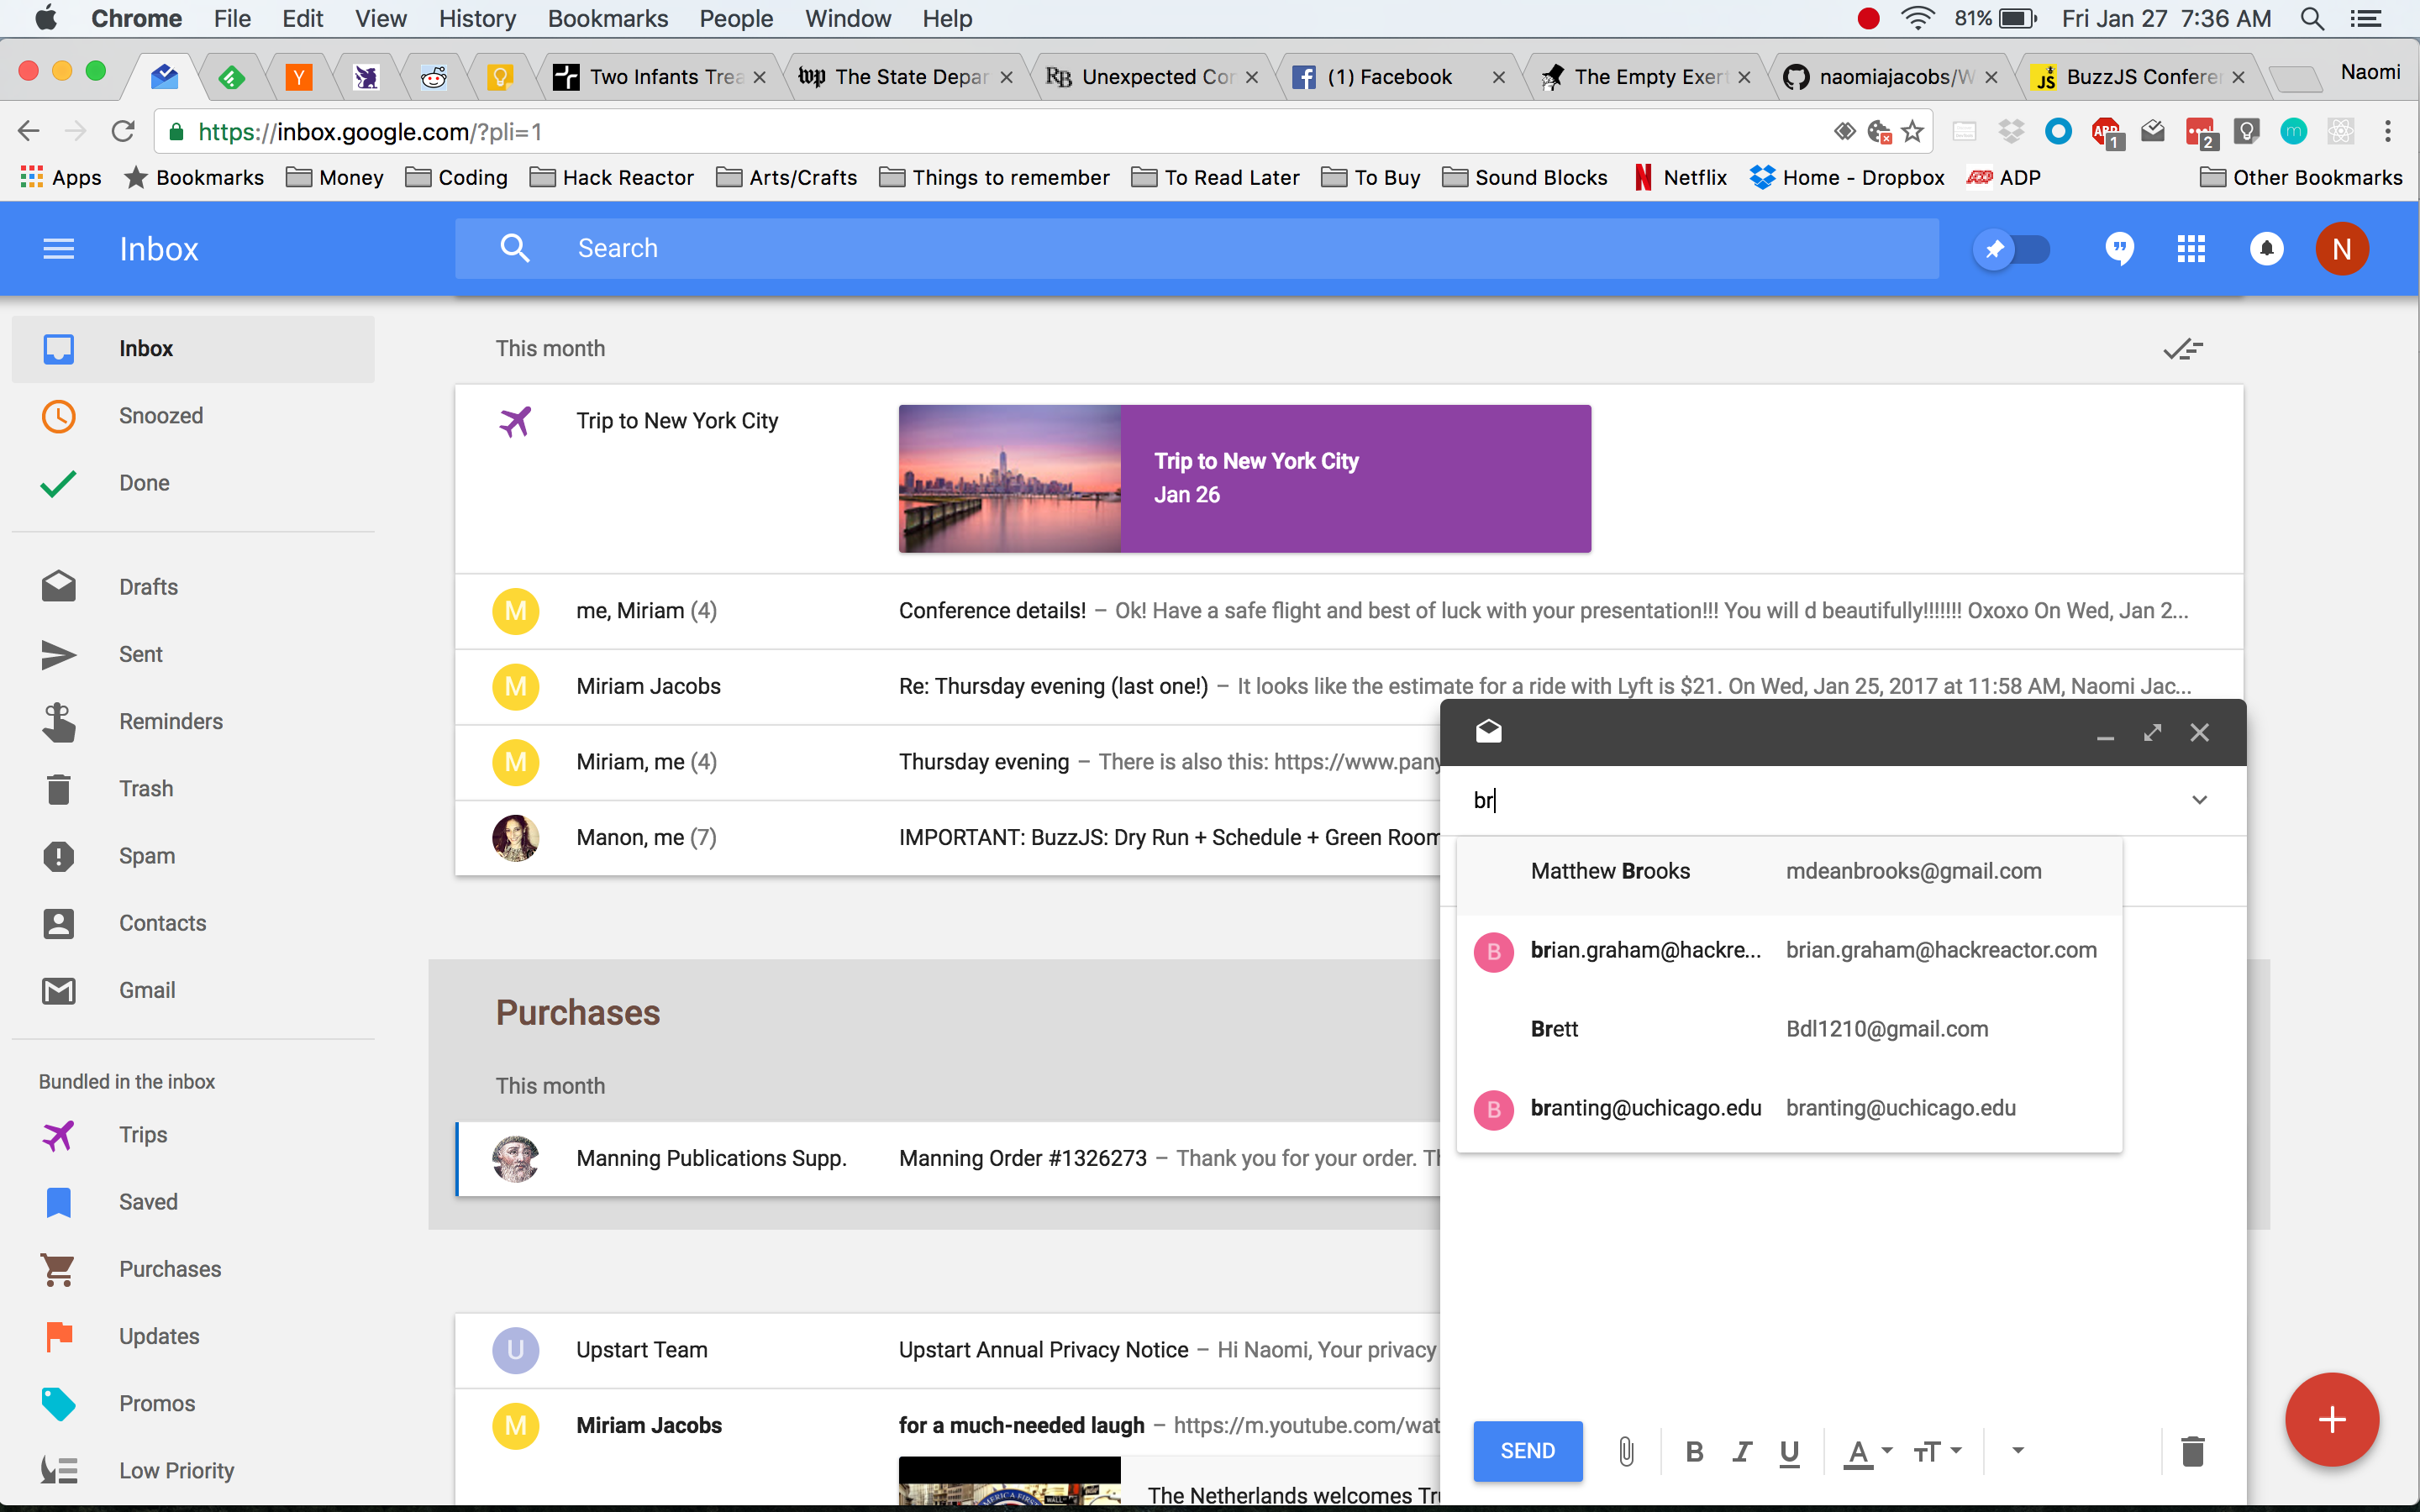 Chrome File Edit View History Bookmarks People Window Help 81% Fri Jan 27 7:36 AM
Two Infants Trea The State Depar Unexpected Cor (1) Facebook The Empty Exert naomiajacobs/W BuzzJS Conferen Naomi
https://inbox.google.com/?pli=1
Apps Bookmarks Money Coding Hack Reactor Arts/Crafts Things to remember To Read Later To Buy Sound Blocks Netflix Home - Dropbox ADP Other Bookmarks
Inbox Search N
Inbox
Snoozed
Done
Drafts
Sent
Reminders
Trash
Spam
Contacts
Gmail
Bundled in the inbox
Trips
Saved
Purchases
Updates
Promos
Low Priority
This month
Trip to New York City
Trip to New York City
Jan 26
M me, Miriam (4) Conference details! – Ok! Have a safe flight and best of luck with your presentation!!! You will d beautifully!!!!!!! Oxoxo On Wed, Jan 2...
M Miriam Jacobs Re: Thursday evening (last one!) – It looks like the estimate for a ride with Lyft is $21. On Wed, Jan 25, 2017 at 11:58 AM, Naomi Jac...
M Miriam, me (4) Thursday evening – There is also this: https://www.pany
Manon, me (7) IMPORTANT: BuzzJS: Dry Run + Schedule + Green Room
Purchases
This month
Manning Publications Supp. Manning Order #1326273 – Thank you for your order. Th
U Upstart Team Upstart Annual Privacy Notice – Hi Naomi, Your privacy
M Miriam Jacobs for a much-needed laugh – https://m.youtube.com/wat
The Netherlands welcomes Tru
br
Matthew Brooks mdeanbrooks@gmail.com
B brian.graham@hackre... brian.graham@hackreactor.com
Brett Bdl1210@gmail.com
B branting@uchicago.edu branting@uchicago.edu
SEND B I U A TT